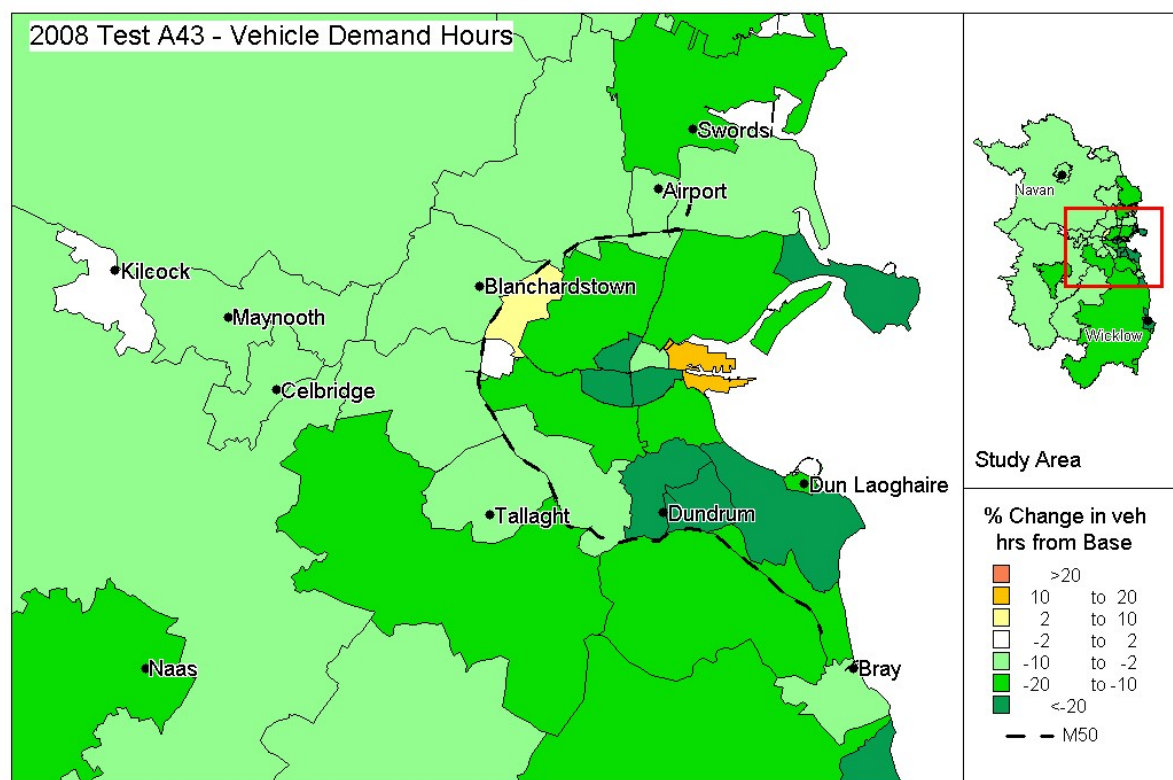 2008 Test A43 - Vehicle Demand Hours
Swords
Airport
Kilcock
Blanchardstown
Maynooth
Celbridge
Dun Laoghaire
Tallaght
Dundrum
Naas
Bray
Navan
Wicklow
Study Area
% Change in veh
hrs from Base
>20
10 to 20
2 to 10
-2 to 2
-10 to -2
-20 to -10
<-20
M50